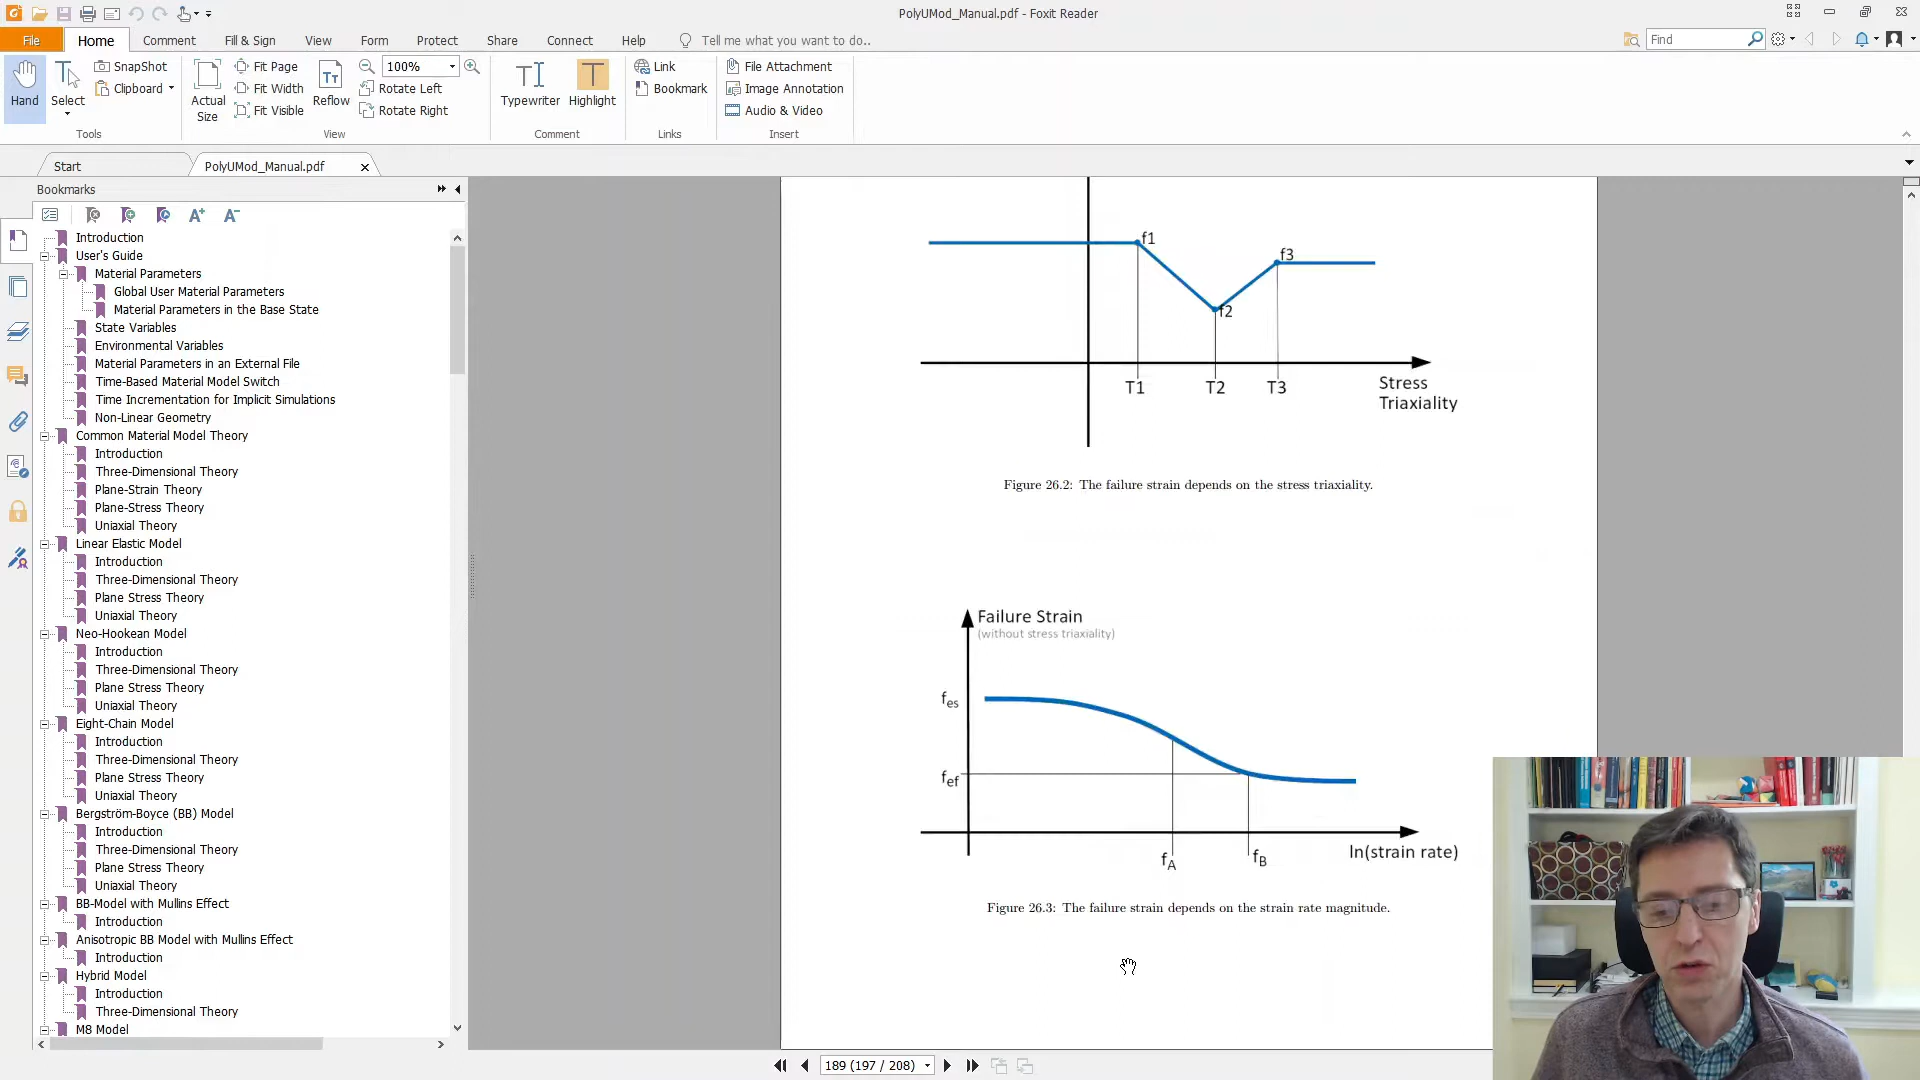 PolyUMod_Manual.pdf - Foxit Reader
File Home Comment Fill & Sign View Form Protect Share Connect Help Tell me what you want to do.. Find
Hand
Select
SnapShot
Clipboard
Tools
Actual
Size
Fit Page
Fit Width
Fit Visible
Reflow
100%
Rotate Left
Rotate Right
View
Typewriter
Highlight
Comment
Link
Bookmark
Links
File Attachment
Image Annotation
Audio & Video
Insert
Start PolyUMod_Manual.pdf
Bookmarks
Introduction
User's Guide
Material Parameters
Global User Material Parameters
Material Parameters in the Base State
State Variables
Environmental Variables
Material Parameters in an External File
Time-Based Material Model Switch
Time Incrementation for Implicit Simulations
Non-Linear Geometry
Common Material Model Theory
Introduction
Three-Dimensional Theory
Plane-Strain Theory
Plane-Stress Theory
Uniaxial Theory
Linear Elastic Model
Introduction
Three-Dimensional Theory
Plane Stress Theory
Uniaxial Theory
Neo-Hookean Model
Introduction
Three-Dimensional Theory
Plane Stress Theory
Uniaxial Theory
Eight-Chain Model
Introduction
Three-Dimensional Theory
Plane Stress Theory
Uniaxial Theory
Bergström-Boyce (BB) Model
Introduction
Three-Dimensional Theory
Plane Stress Theory
Uniaxial Theory
BB-Model with Mullins Effect
Introduction
Anisotropic BB Model with Mullins Effect
Introduction
Hybrid Model
Introduction
Three-Dimensional Theory
M8 Model
f1
f3
f2
T1 T2 T3
Stress
Triaxiality
Figure 26.2: The failure strain depends on the stress triaxiality.
Failure Strain
(without stress triaxiality)
fes
fef
fA fB
ln(strain rate)
Figure 26.3: The failure strain depends on the strain rate magnitude.
189 (197 / 208)